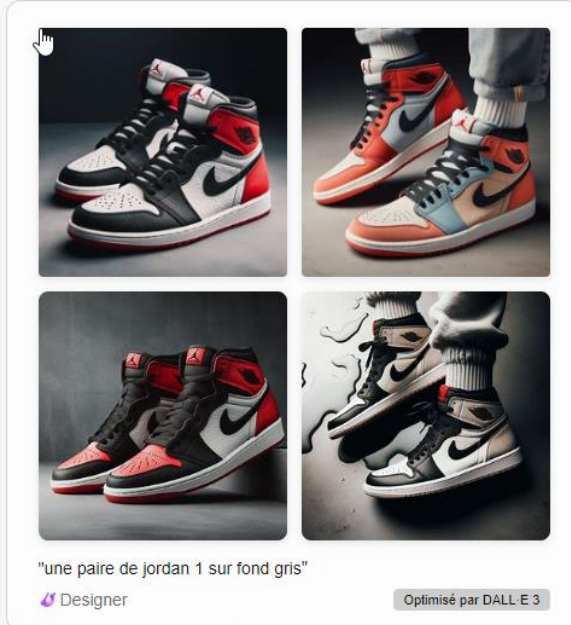 "une paire de jordan 1 sur fond gris"
Designer
Optimisé par DALL·E 3